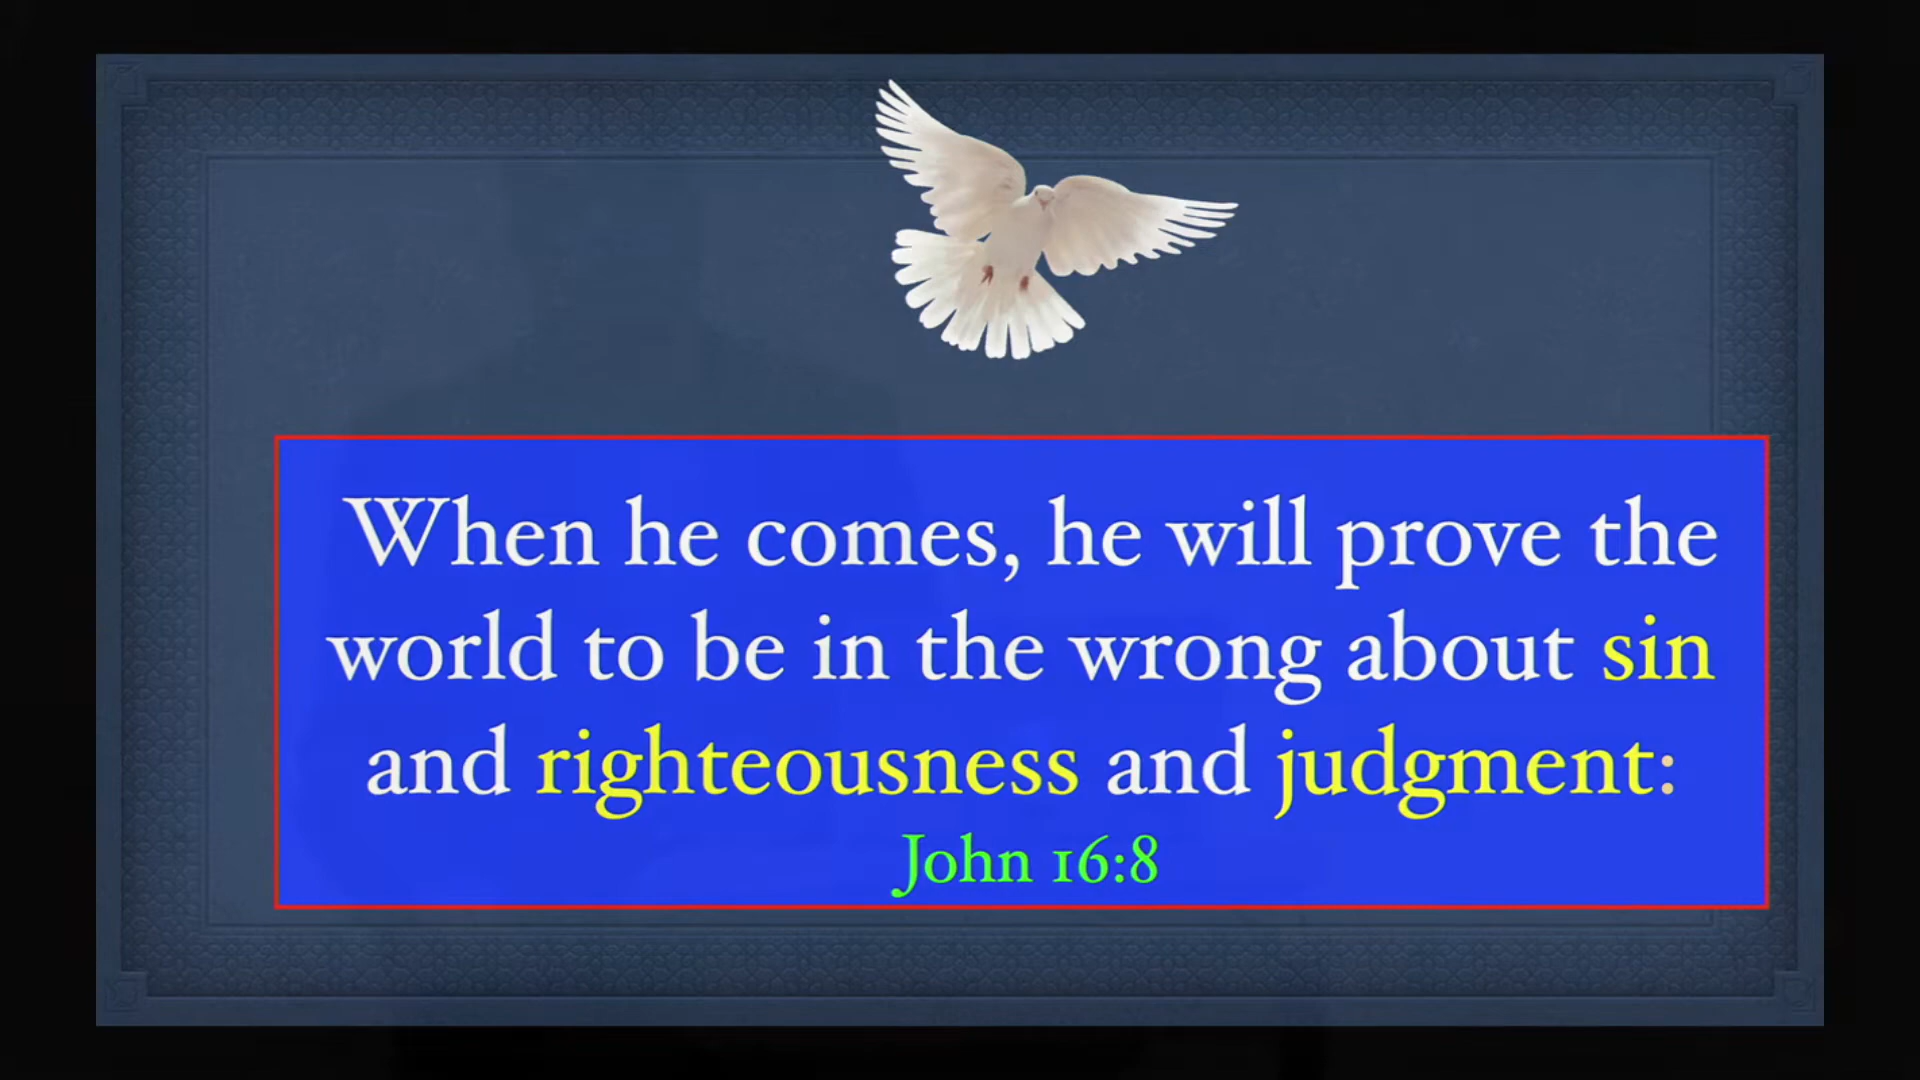 When he comes, he will prove the
world to be in the wrong about sin
and righteousness and judgment:
John 16:8